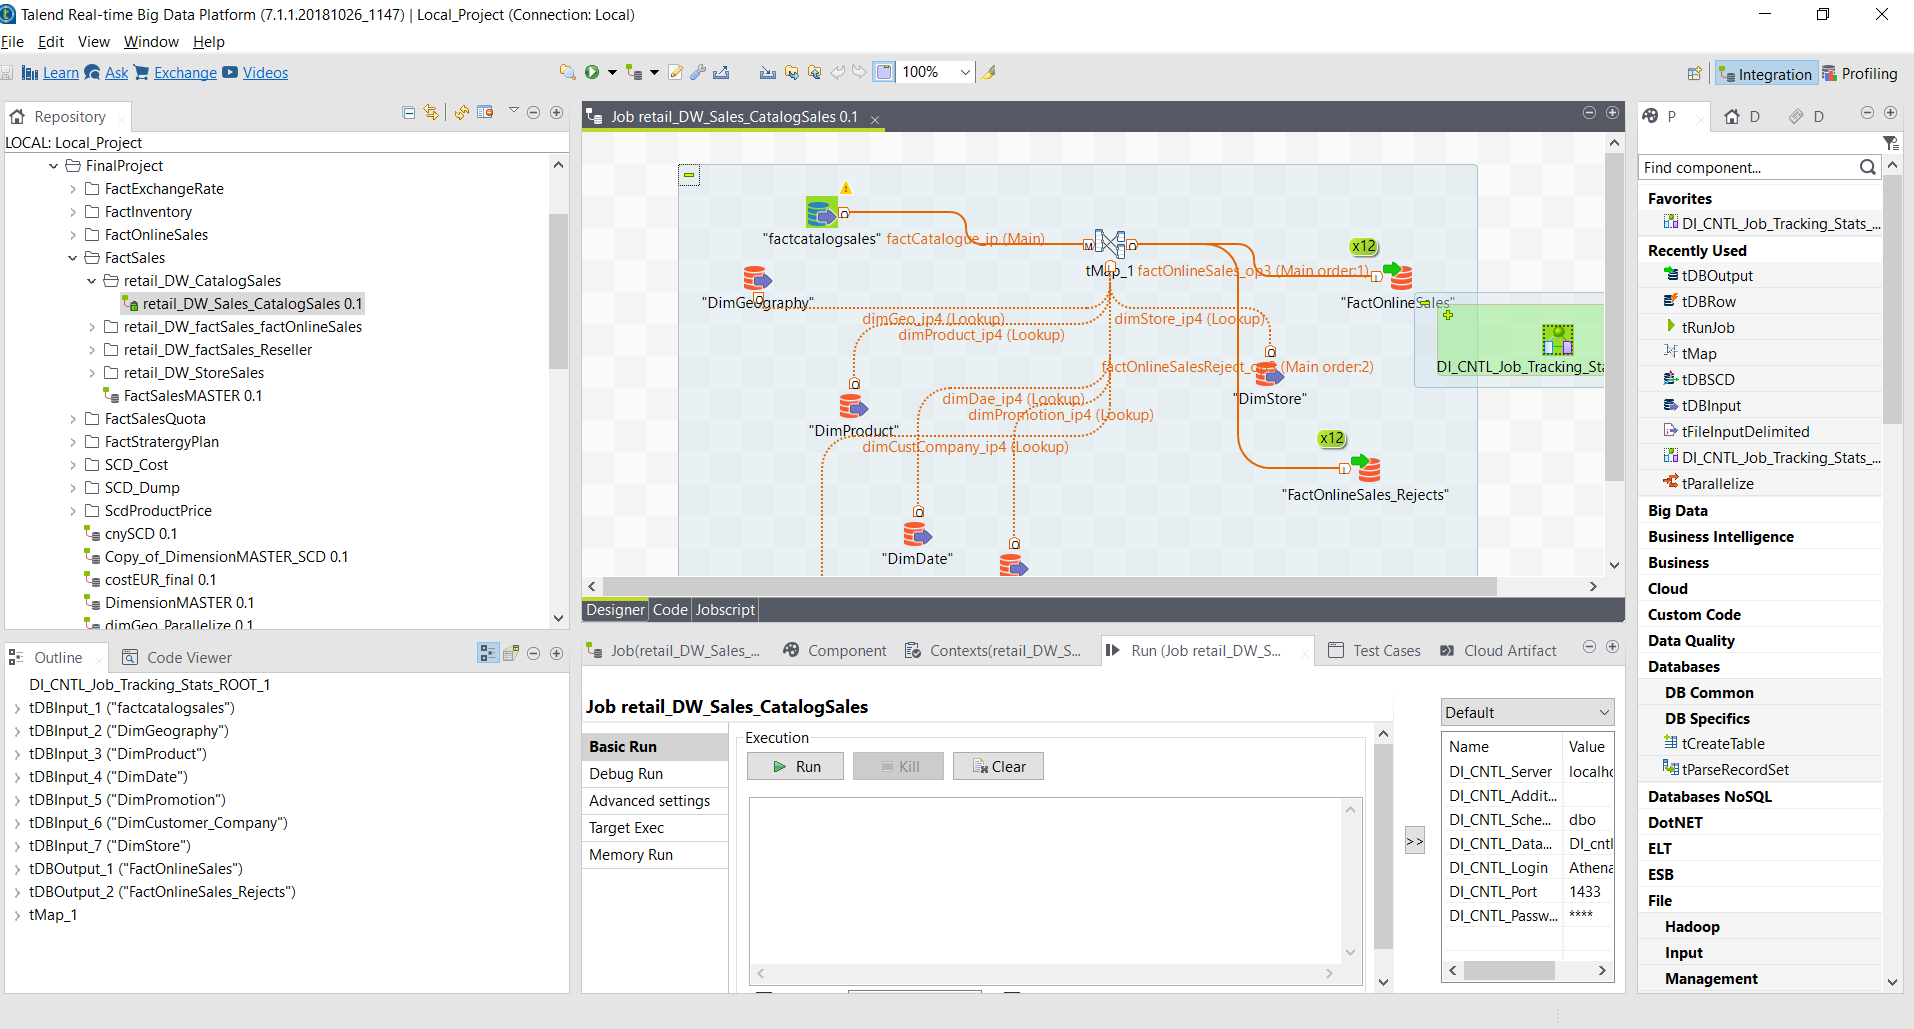 Talend Real-time Big Data Platform (7.1.1.20181026_1147) | Local_Project (Connection: Local)
File Edit View Window Help
Learn Ask Exchange Videos 100% Integration Profiling
Repository
LOCAL: Local_Project
FinalProject
FactExchangeRate
FactInventory
FactOnlineSales
FactSales
retail_DW_CatalogSales
retail_DW_Sales_CatalogSales 0.1
retail_DW_factSales_factOnlineSales
retail_DW_factSales_Reseller
retail_DW_StoreSales
FactSalesMASTER 0.1
FactSalesQuota
FactStratergyPlan
SCD_Cost
SCD_Dump
ScdProductPrice
cnySCD 0.1
Copy_of_DimensionMASTER_SCD 0.1
costEUR_final 0.1
DimensionMASTER 0.1
dimGeo_Parallelize 0.1
Outline Code Viewer
DI_CNTL_Job_Tracking_Stats_ROOT_1
tDBInput_1 ("factcatalogsales")
tDBInput_2 ("DimGeography")
tDBInput_3 ("DimProduct")
tDBInput_4 ("DimDate")
tDBInput_5 ("DimPromotion")
tDBInput_6 ("DimCustomer_Company")
tDBInput_7 ("DimStore")
tDBOutput_1 ("FactOnlineSales")
tDBOutput_2 ("FactOnlineSales_Rejects")
tMap_1
Job retail_DW_Sales_CatalogSales 0.1
"factcatalogsales" factCatalogue_ip (Main)
x12
tMap_1 factOnlineSales_op3 (Main order:1)
"DimGeography"
"FactOnlineSales"
dimGeo_ip4 (Lookup)
dimStore_ip4 (Lookup)
dimProduct_ip4 (Lookup)
factOnlineSalesReject_op3 (Main order:2)
DI_CNTL_Job_Tracking_Sta
dimDae_ip4 (Lookup)
"DimStore"
dimPromotion_ip4 (Lookup)
"DimProduct"
x12
dimCustCompany_ip4 (Lookup)
"FactOnlineSales_Rejects"
"DimDate"
Designer Code Jobscript
Job(retail_DW_Sales_... Component Contexts(retail_DW_S... Run (Job retail_DW_S... Test Cases Cloud Artifact
Job retail_DW_Sales_CatalogSales
Basic Run
Debug Run
Advanced settings
Target Exec
Memory Run
Execution
Run Kill Clear
>>
Default
Name Value
DI_CNTL_Server localho
DI_CNTL_Addit...
DI_CNTL_Sche... dbo
DI_CNTL_Data... DI_cntl
DI_CNTL_Login Athena
DI_CNTL_Port 1433
DI_CNTL_Passw... ****
P D D
Find component...
Favorites
DI_CNTL_Job_Tracking_Stats_...
Recently Used
tDBOutput
tDBRow
tRunJob
tMap
tDBSCD
tDBInput
tFileInputDelimited
DI_CNTL_Job_Tracking_Stats_...
tParallelize
Big Data
Business Intelligence
Business
Cloud
Custom Code
Data Quality
Databases
DB Common
DB Specifics
tCreateTable
tParseRecordSet
Databases NoSQL
DotNET
ELT
ESB
File
Hadoop
Input
Management